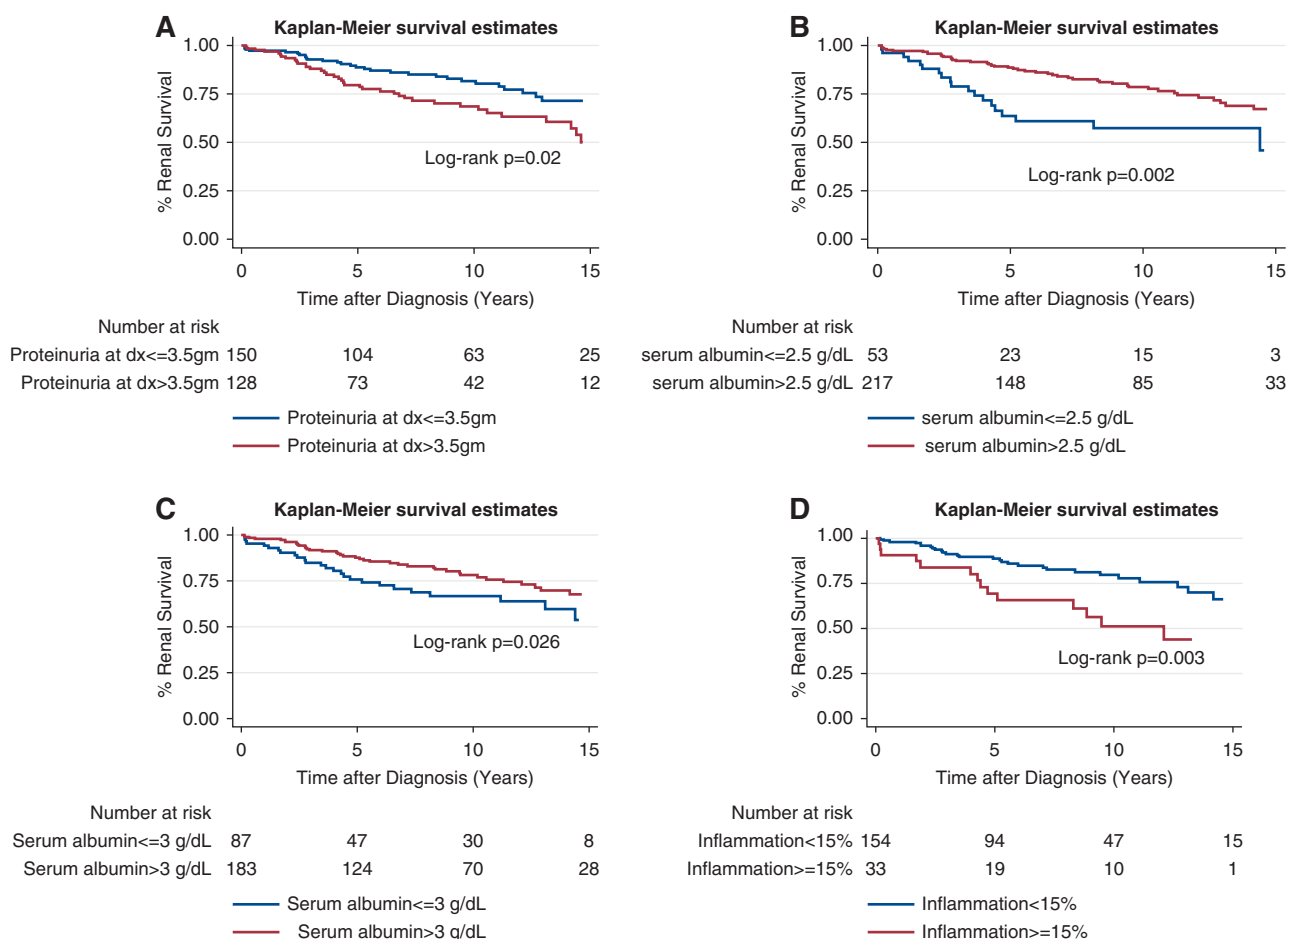 A
Kaplan-Meier survival estimates
1.00
0.75
0.50
0.25
0.00
% Renal Survival
Log-rank p=0.02
0 5 10 15
Time after Diagnosis (Years)
Number at risk
Proteinuria at dx<=3.5gm 150 104 63 25
Proteinuria at dx>3.5gm 128 73 42 12
Proteinuria at dx<=3.5gm
Proteinuria at dx>3.5gm
B
Kaplan-Meier survival estimates
1.00
0.75
0.50
0.25
0.00
% Renal Survival
Log-rank p=0.002
0 5 10 15
Time after Diagnosis (Years)
Number at risk
serum albumin<=2.5 g/dL 53 23 15 3
serum albumin>2.5 g/dL 217 148 85 33
serum albumin<=2.5 g/dL
serum albumin>2.5 g/dL
C
Kaplan-Meier survival estimates
1.00
0.75
0.50
0.25
0.00
% Renal Survival
Log-rank p=0.026
0 5 10 15
Time after Diagnosis (Years)
Number at risk
Serum albumin<=3 g/dL 87 47 30 8
Serum albumin>3 g/dL 183 124 70 28
Serum albumin<=3 g/dL
Serum albumin>3 g/dL
D
Kaplan-Meier survival estimates
1.00
0.75
0.50
0.25
0.00
% Renal Survival
Log-rank p=0.003
0 5 10 15
Time after Diagnosis (Years)
Number at risk
Inflammation<15% 154 94 47 15
Inflammation>=15% 33 19 10 1
Inflammation<15%
Inflammation>=15%